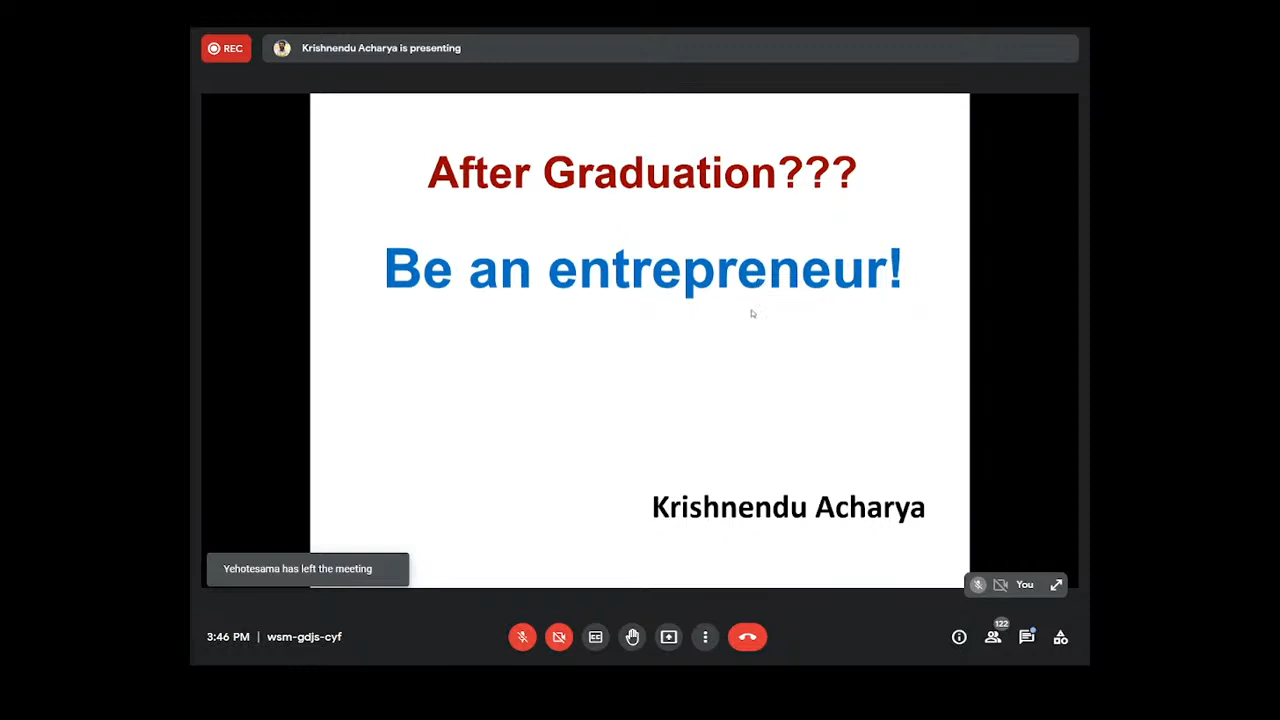 REC
Krishnendu Acharya is presenting
After Graduation???
Be an entrepreneur!
Krishnendu Acharya
Yehotesama has left the meeting
You
3:46 PM | wsm-gdjs-cyf
122